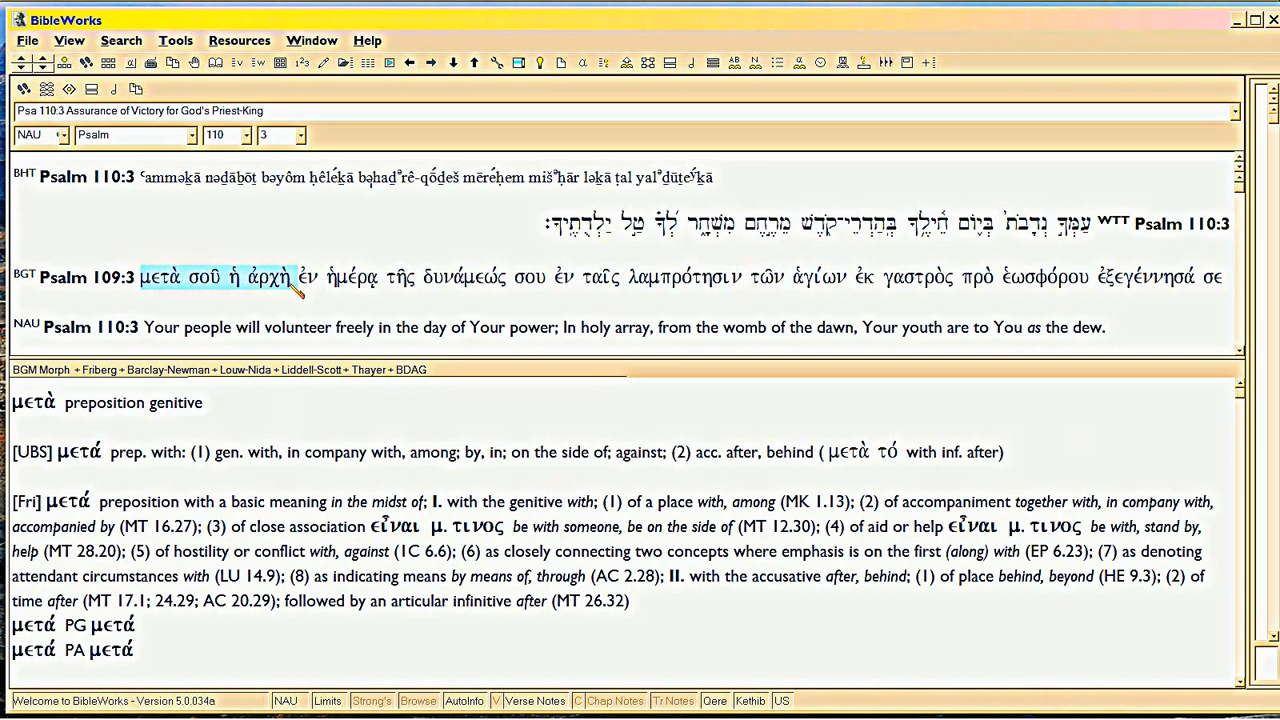 BibleWorks
File View Search Tools Resources Window Help
Psa 110:3 Assurance of Victory for God's Priest-King
NAU Psalm 110 3
BHT Psalm 110:3 ʿamməḵā nəḏāḇōṯ bəyôm ḥêléḵā bəhaḏᵉrê-qṓḏeš mēréḥem mišᵉḥār ləḵā ṭal yalᵉḏūṯeʸḵā
WTT Psalm 110:3 עַמְּךָ֣ נְדָבֹת֮ בְּי֪וֹם חֵ֫ילֶ֥ךָ בְּֽהַדְרֵי־קֹ֭דֶשׁ מֵרֶ֣חֶם מִשְׁחָ֑ר לְ֜ךָ֗ טַ֣ל יַלְדֻתֶֽיךָ׃
BGT Psalm 109:3 μετὰ σοῦ ἡ ἀρχὴ ἐν ἡμέρᾳ τῆς δυνάμεώς σου ἐν ταῖς λαμπρότησιν τῶν ἁγίων ἐκ γαστρὸς πρὸ ἑωσφόρου ἐξεγέννησά σε
NAU Psalm 110:3 Your people will volunteer freely in the day of Your power; In holy array, from the womb of the dawn, Your youth are to You as the dew.
BGM Morph + Friberg + Barclay-Newman + Louw-Nida + Liddell-Scott + Thayer + BDAG
μετὰ preposition genitive
[UBS] μετά prep. with: (1) gen. with, in company with, among; by, in; on the side of; against; (2) acc. after, behind ( μετὰ τό with inf. after)
[Fri] μετά preposition with a basic meaning in the midst of; I. with the genitive with; (1) of a place with, among (MK 1.13); (2) of accompaniment together with, in company with,
accompanied by (MT 16.27); (3) of close association εἶναι μ. τινος be with someone, be on the side of (MT 12.30); (4) of aid or help εἶναι μ. τινος be with, stand by,
help (MT 28.20); (5) of hostility or conflict with, against (1C 6.6); (6) as closely connecting two concepts where emphasis is on the first (along) with (EP 6.23); (7) as denoting
attendant circumstances with (LU 14.9); (8) as indicating means by means of, through (AC 2.28); II. with the accusative after, behind; (1) of place behind, beyond (HE 9.3); (2) of
time after (MT 17.1; 24.29; AC 20.29); followed by an articular infinitive after (MT 26.32)
μετά PG μετά
μετά PA μετά
Welcome to BibleWorks - Version 5.0.034a NAU Limits Strong's Browse AutoInfo V Verse Notes C Chap Notes Tr Notes Qere Kethib US